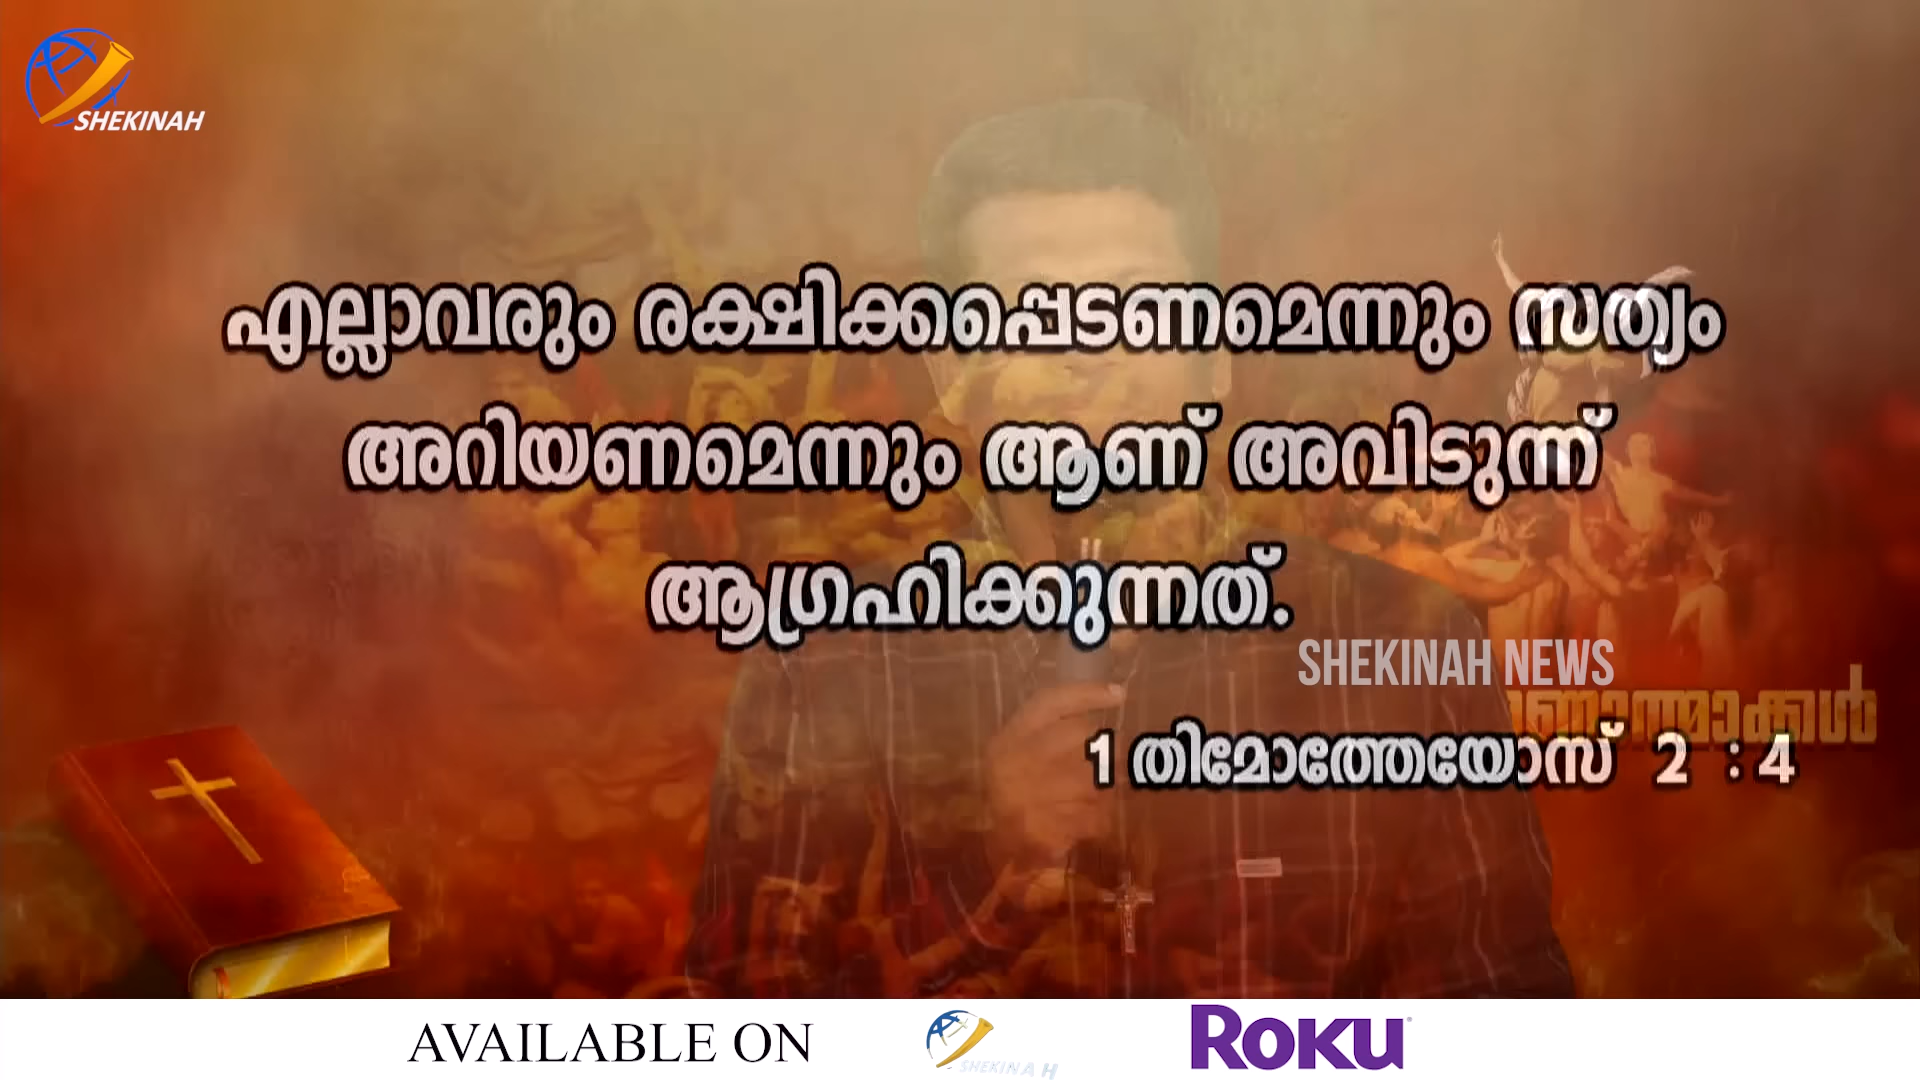 SHEKINAH
എല്ലാവരും രക്ഷിക്കപ്പെടണമെന്നും സത്യം
അറിയണമെന്നും ആണ് അവിടുന്ന്
ആഗ്രഹിക്കുന്നത്.
SHEKINAH NEWS
1 തിമോത്തേയോസ് 2 : 4
AVAILABLE ON
SHEKINAH
ROKU